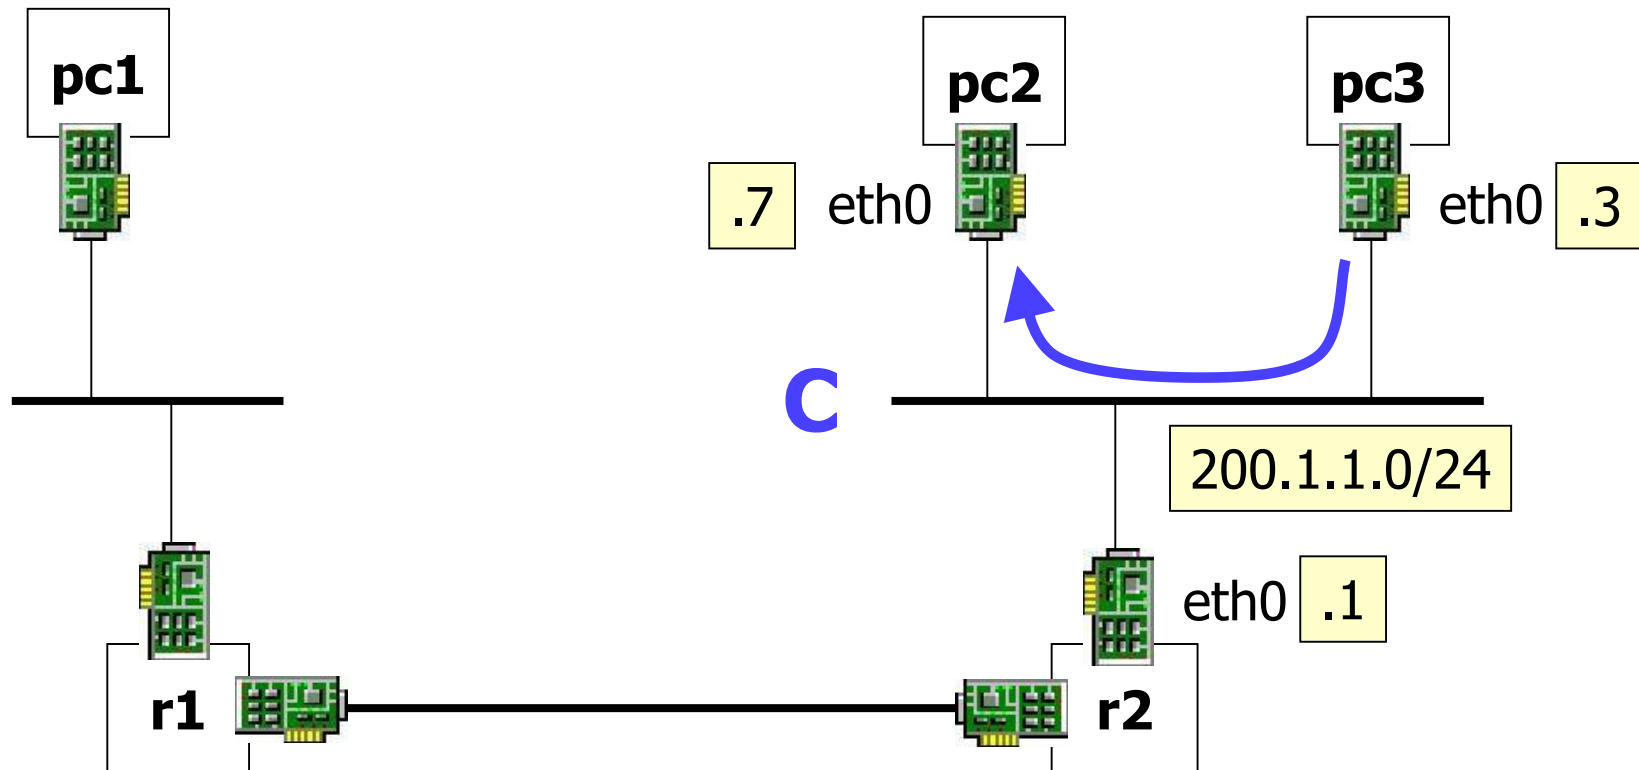 pc1
pc2
pc3
.7
eth0
eth0
.3
C
200.1.1.0/24
eth0
.1
r1
r2